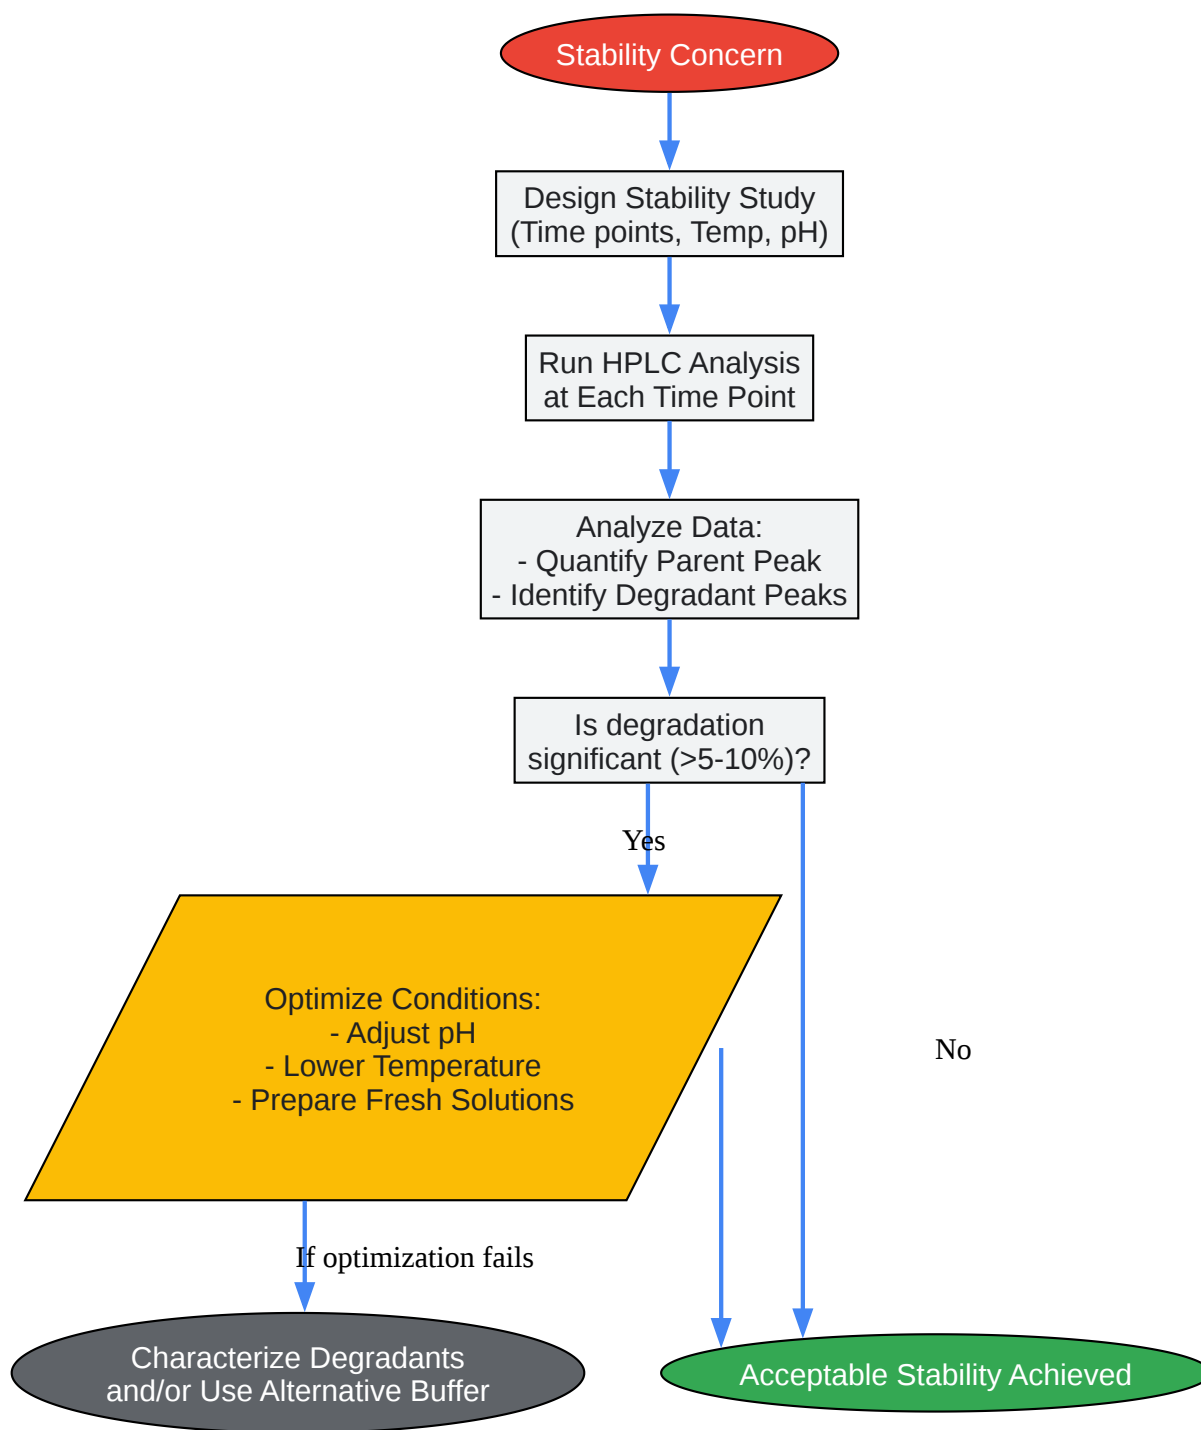 Stability Concern
Design Stability Study
(Time points, Temp, pH)
Run HPLC Analysis
at Each Time Point
Analyze Data:
- Quantify Parent Peak
- Identify Degradant Peaks
Is degradation
significant (>5-10%)?
Yes
Optimize Conditions:
- Adjust pH
- Lower Temperature
- Prepare Fresh Solutions
No
If optimization fails
Characterize Degradants
and/or Use Alternative Buffer
Acceptable Stability Achieved